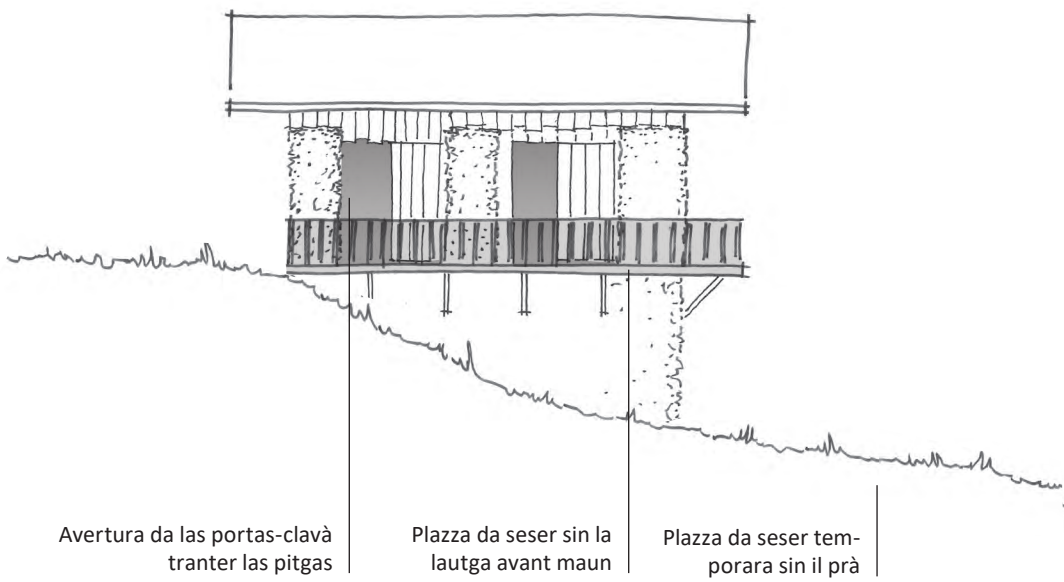 Avertura da las portas-clavà
tranter las pitgas
Plazza da seser sin la
lautga avant maun
Plazza da seser tem-
porara sin il prà